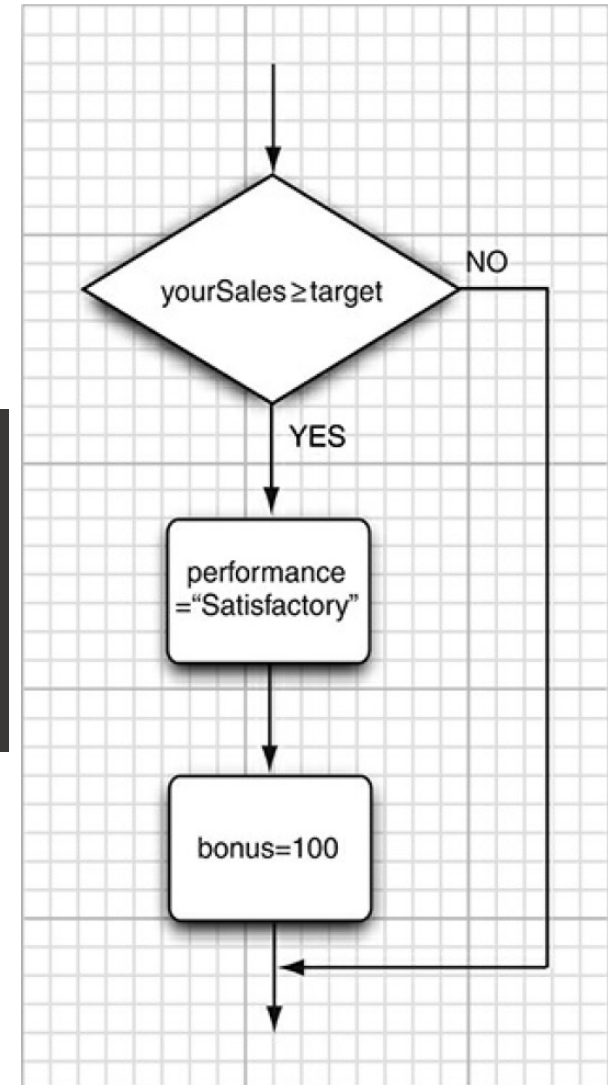 yourSales≥target
NO
YES
performance
=“Satisfactory”
bonus=100